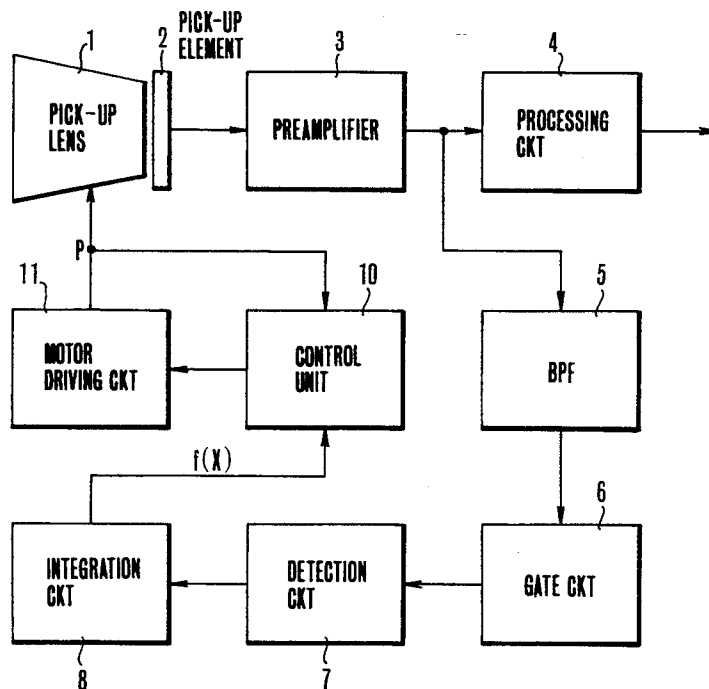 1
2
PICK-UP
ELEMENT
3
4
PICK-UP
LENS
PREAMPLIFIER
PROCESSING
CKT
P
11
10
5
MOTOR
DRIVING CKT
CONTROL
UNIT
BPF
f(X)
6
INTEGRATION
CKT
DETECTION
CKT
GATE CKT
8
7